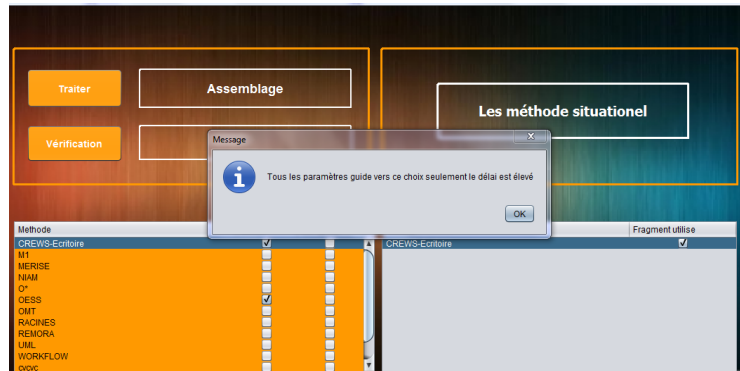 Traiter
Assemblage
Les méthode situationel
Vérification
Message
X
Tous les paramètres guide vers ce choix seulement le délai est élevé
OK
Methode
Fragment utilise
CREWS-Ecritoire
CREWS-Ecritoire
M1
MERISE
NIAM
O*
OESS
OMT
RACINES
REMORA
UML
WORKFLOW
cvcvc